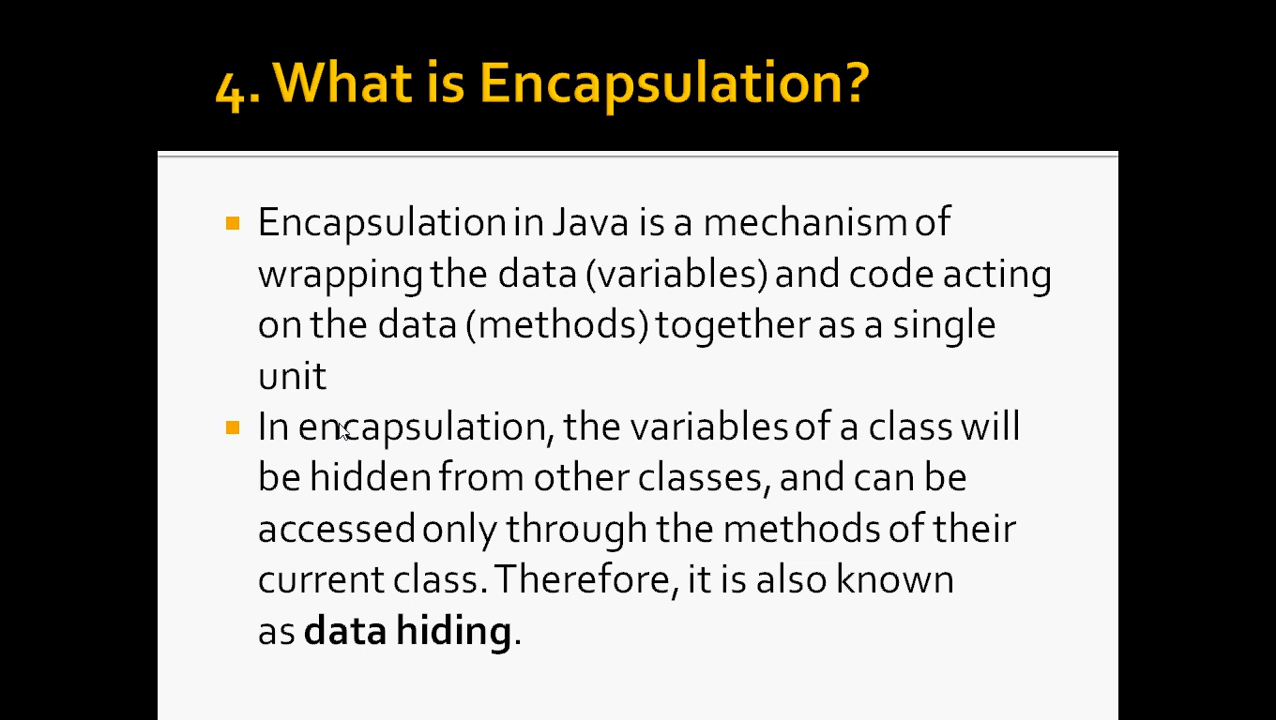 4. What is Encapsulation?
Encapsulation in Java is a mechanism of
wrapping the data (variables) and code acting
on the data (methods) together as a single
unit
In encapsulation, the variables of a class will
be hidden from other classes, and can be
accessed only through the methods of their
current class. Therefore, it is also known
as data hiding.